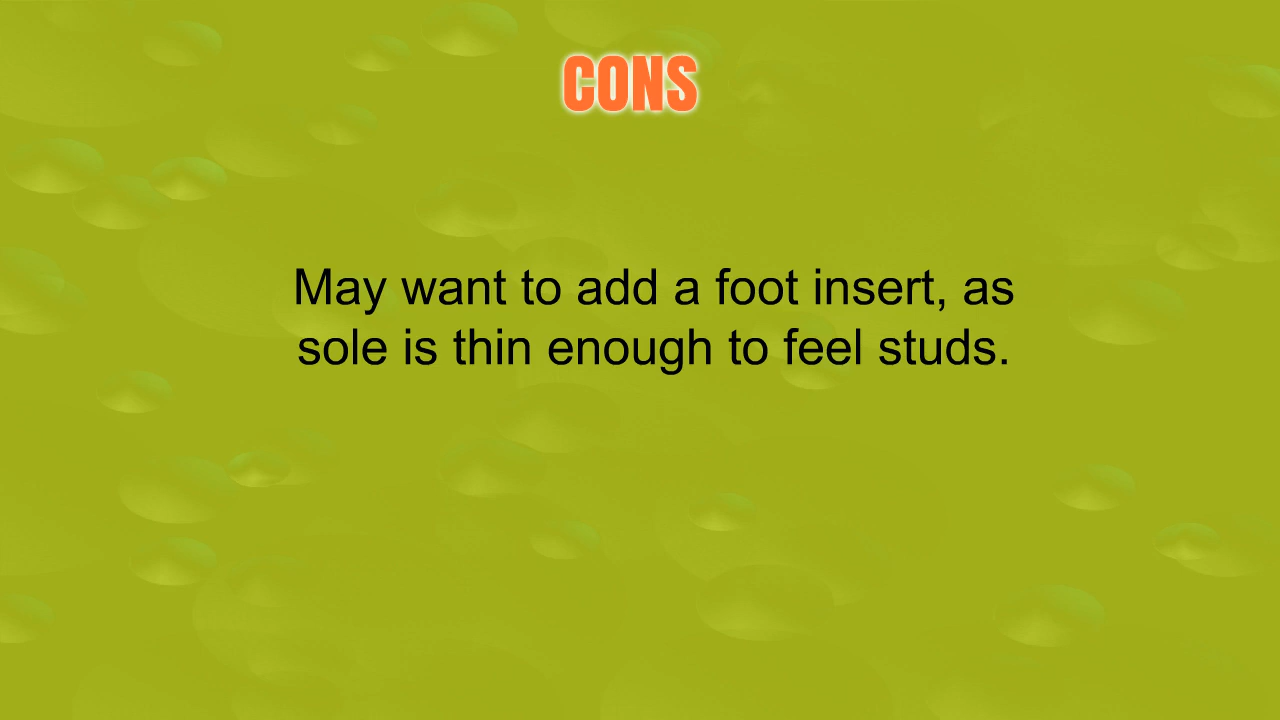 CONS
May want to add a foot insert, as
sole is thin enough to feel studs.